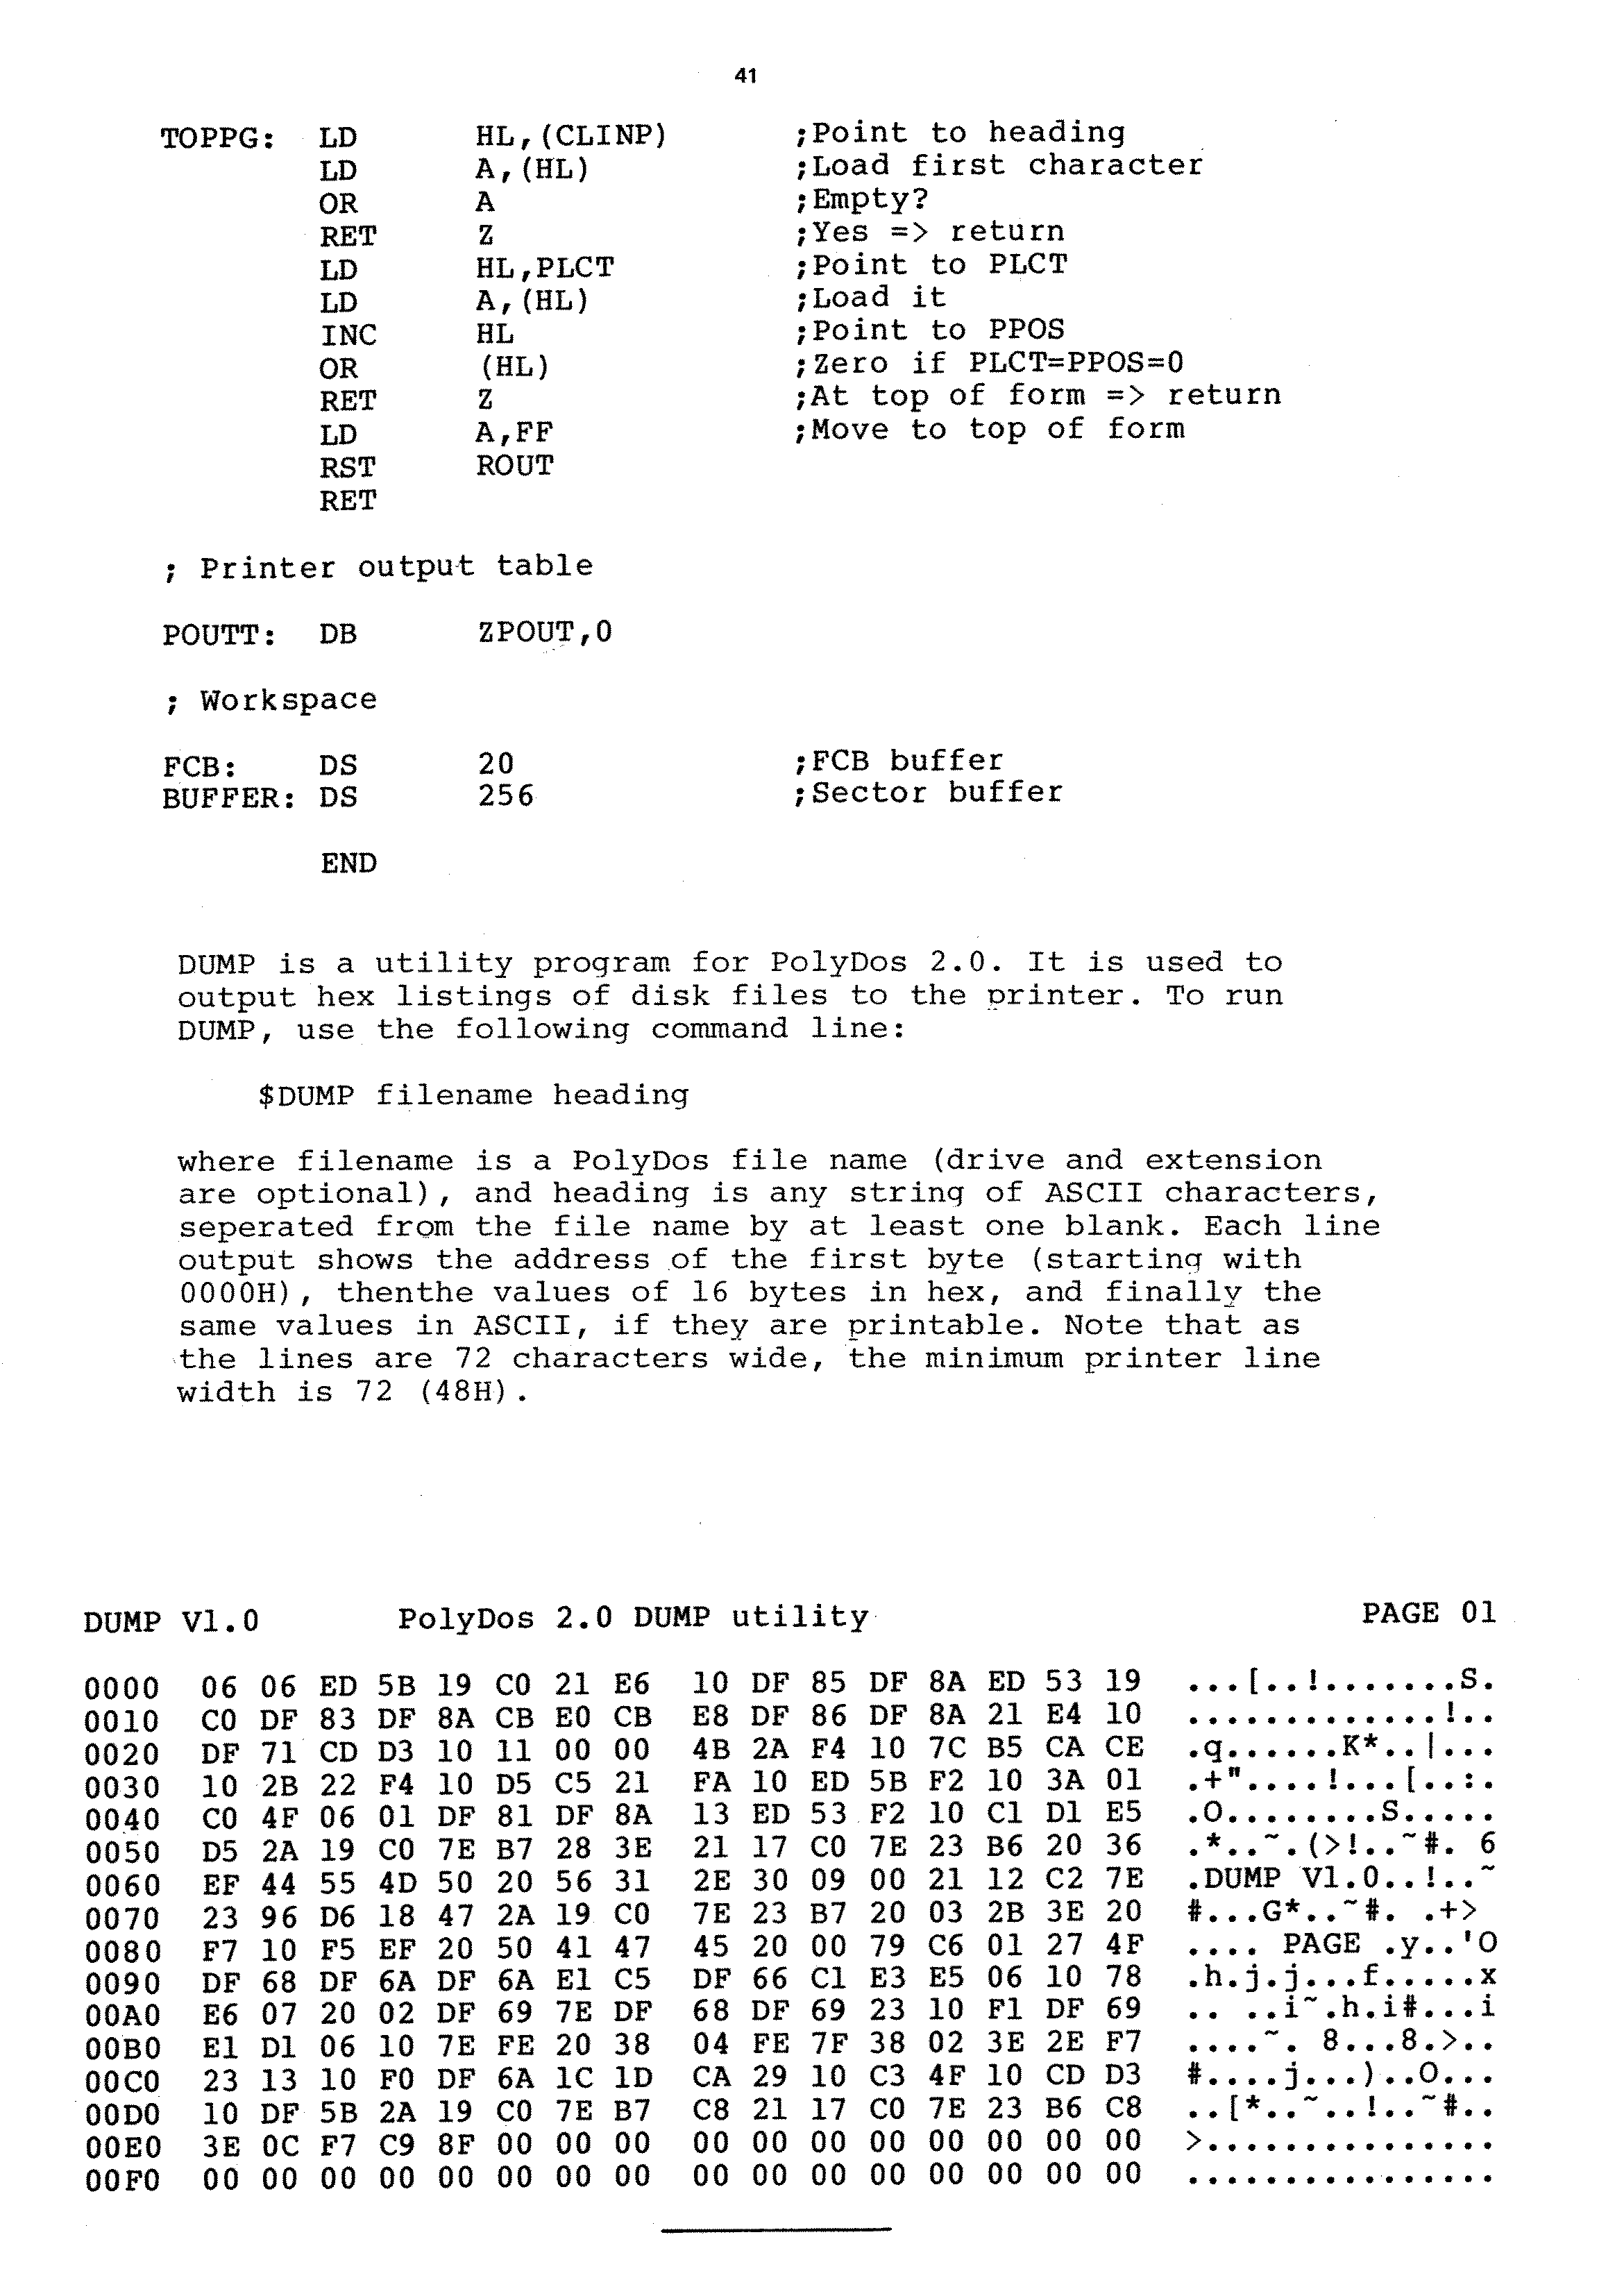 41
TOPPG: LD HL,(CLINP) ;Point to heading
LD A,(HL) ;Load first character
OR A ;Empty?
RET Z ;Yes => return
LD HL,PLCT ;Point to PLCT
LD A,(HL) ;Load it
INC HL ;Point to PPOS
OR (HL) ;Zero if PLCT=PPOS=0
RET Z ;At top of form => return
LD A,FF ;Move to top of form
RST ROUT
RET
; Printer output table
POUTT: DB ZPOUT,0
; Workspace
FCB: DS 20 ;FCB buffer
BUFFER: DS 256 ;Sector buffer
END
DUMP is a utility program for PolyDos 2.0. It is used to
output hex listings of disk files to the printer. To run
DUMP, use the following command line:
$DUMP filename heading
where filename is a PolyDos file name (drive and extension
are optional), and heading is any string of ASCII characters,
seperated from the file name by at least one blank. Each line
output shows the address of the first byte (starting with
0000H), thenthe values of 16 bytes in hex, and finally the
same values in ASCII, if they are printable. Note that as
the lines are 72 characters wide, the minimum printer line
width is 72 (48H).
DUMP V1.0 PolyDos 2.0 DUMP utility PAGE 01
0000 06 06 ED 5B 19 C0 21 E6 10 DF 85 DF 8A ED 53 19 ...[..!.......S.
0010 C0 DF 83 DF 8A CB E0 CB E8 DF 86 DF 8A 21 E4 10 .............!..
0020 DF 71 CD D3 10 11 00 00 4B 2A F4 10 7C B5 CA CE .q......K*..|...
0030 10 2B 22 F4 10 D5 C5 21 FA 10 ED 5B F2 10 3A 01 .+"....!...[..:.
0040 C0 4F 06 01 DF 81 DF 8A 13 ED 53 F2 10 C1 D1 E5 .O........S.....
0050 D5 2A 19 C0 7E B7 28 3E 21 17 C0 7E 23 B6 20 36 .*..~.(>!..~#. 6
0060 EF 44 55 4D 50 20 56 31 2E 30 09 00 21 12 C2 7E .DUMP V1.0..!..~
0070 23 96 D6 18 47 2A 19 C0 7E 23 B7 20 03 2B 3E 20 #...G*..~#. .+>
0080 F7 10 F5 EF 20 50 41 47 45 20 00 79 C6 01 27 4F .... PAGE .y..'O
0090 DF 68 DF 6A DF 6A E1 C5 DF 66 C1 E3 E5 06 10 78 .h.j.j...f.....x
00A0 E6 07 20 02 DF 69 7E DF 68 DF 69 23 10 F1 DF 69 .. ..i~.h.i#...i
00B0 E1 D1 06 10 7E FE 20 38 04 FE 7F 38 02 3E 2E F7 ....~. 8...8.>..
00C0 23 13 10 F0 DF 6A 1C 1D CA 29 10 C3 4F 10 CD D3 #....j...)..O...
00D0 10 DF 5B 2A 19 C0 7E B7 C8 21 17 C0 7E 23 B6 C8 ..[*..~..!..~#..
00E0 3E 0C F7 C9 8F 00 00 00 00 00 00 00 00 00 00 00 >...............
00F0 00 00 00 00 00 00 00 00 00 00 00 00 00 00 00 00 ................